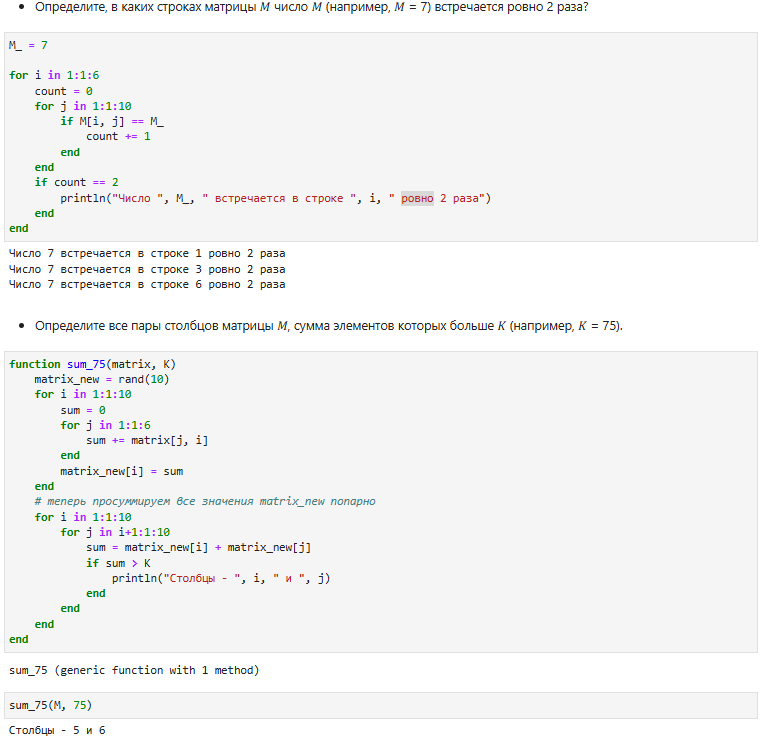 • Определите, в каких строках матрицы M число M (например, M = 7) встречается ровно 2 раза?
M_ = 7
for i in 1:1:6
    count = 0
    for j in 1:1:10
        if M[i, j] == M_
            count += 1
        end
    end
    if count == 2
        println("Число ", M_, " встречается в строке ", i, " ровно 2 раза")
    end
end
Число 7 встречается в строке 1 ровно 2 раза
Число 7 встречается в строке 3 ровно 2 раза
Число 7 встречается в строке 6 ровно 2 раза
• Определите все пары столбцов матрицы M, сумма элементов которых больше K (например, K = 75).
function sum_75(matrix, K)
    matrix_new = rand(10)
    for i in 1:1:10
        sum = 0
        for j in 1:1:6
            sum += matrix[j, i]
        end
        matrix_new[i] = sum
    end
    # теперь просуммируем все значения matrix_new попарно
    for i in 1:1:10
        for j in i+1:1:10
            sum = matrix_new[i] + matrix_new[j]
            if sum > K
                println("Столбцы - ", i, " и ", j)
            end
        end
    end
end
sum_75 (generic function with 1 method)
sum_75(M, 75)
Столбцы - 5 и 6